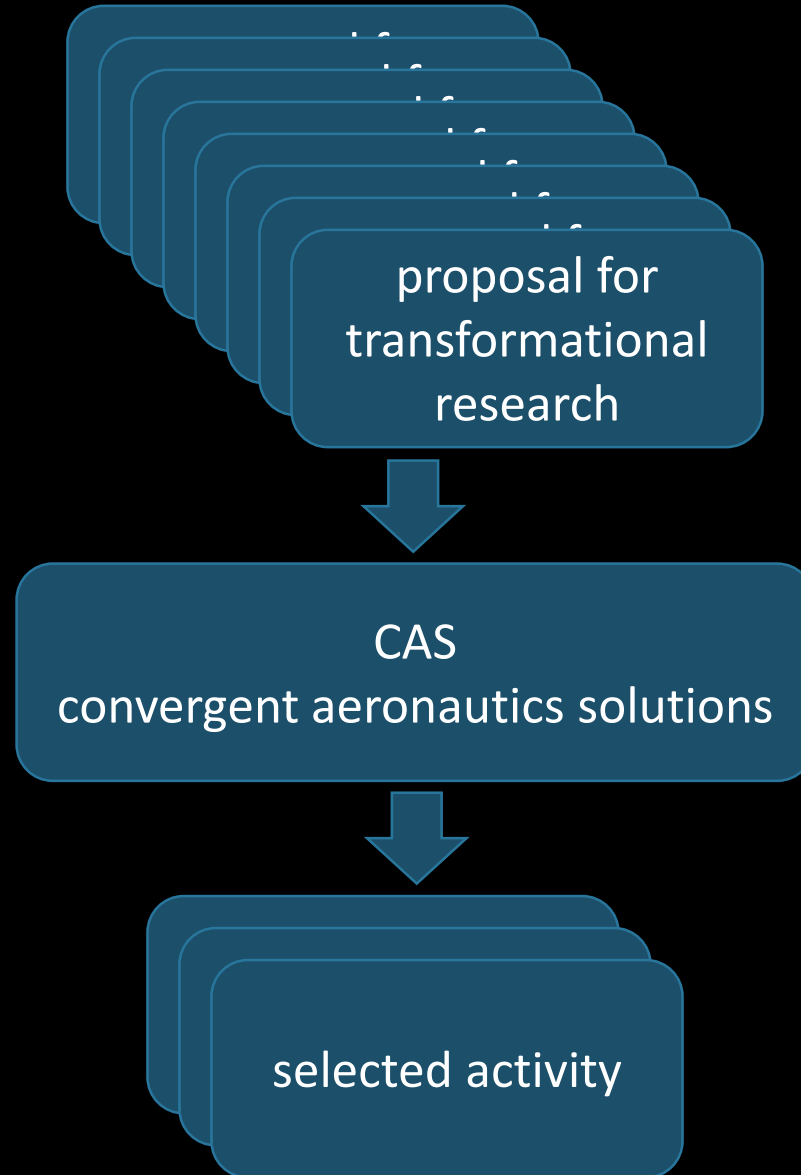 proposal for
transformational
research
CAS
convergent aeronautics solutions
selected activity